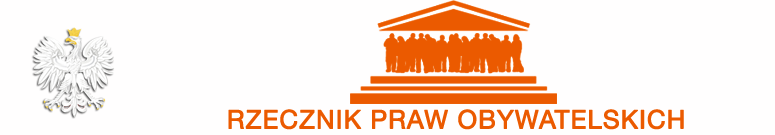 RZECZNIK PRAW OBYWATELSKICH